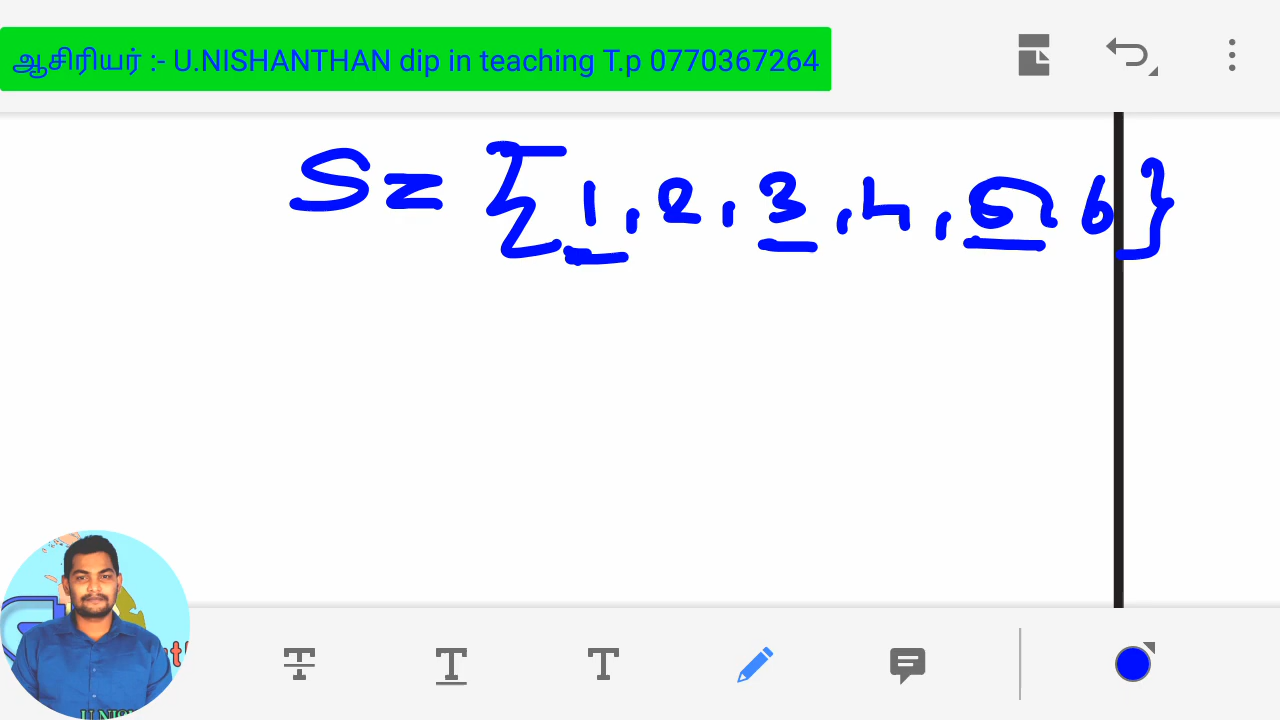 ஆசிரியர் :- U.NISHANTHAN dip in teaching T.p 0770367264
S = {1, 2, 3, 4, 5, 6}